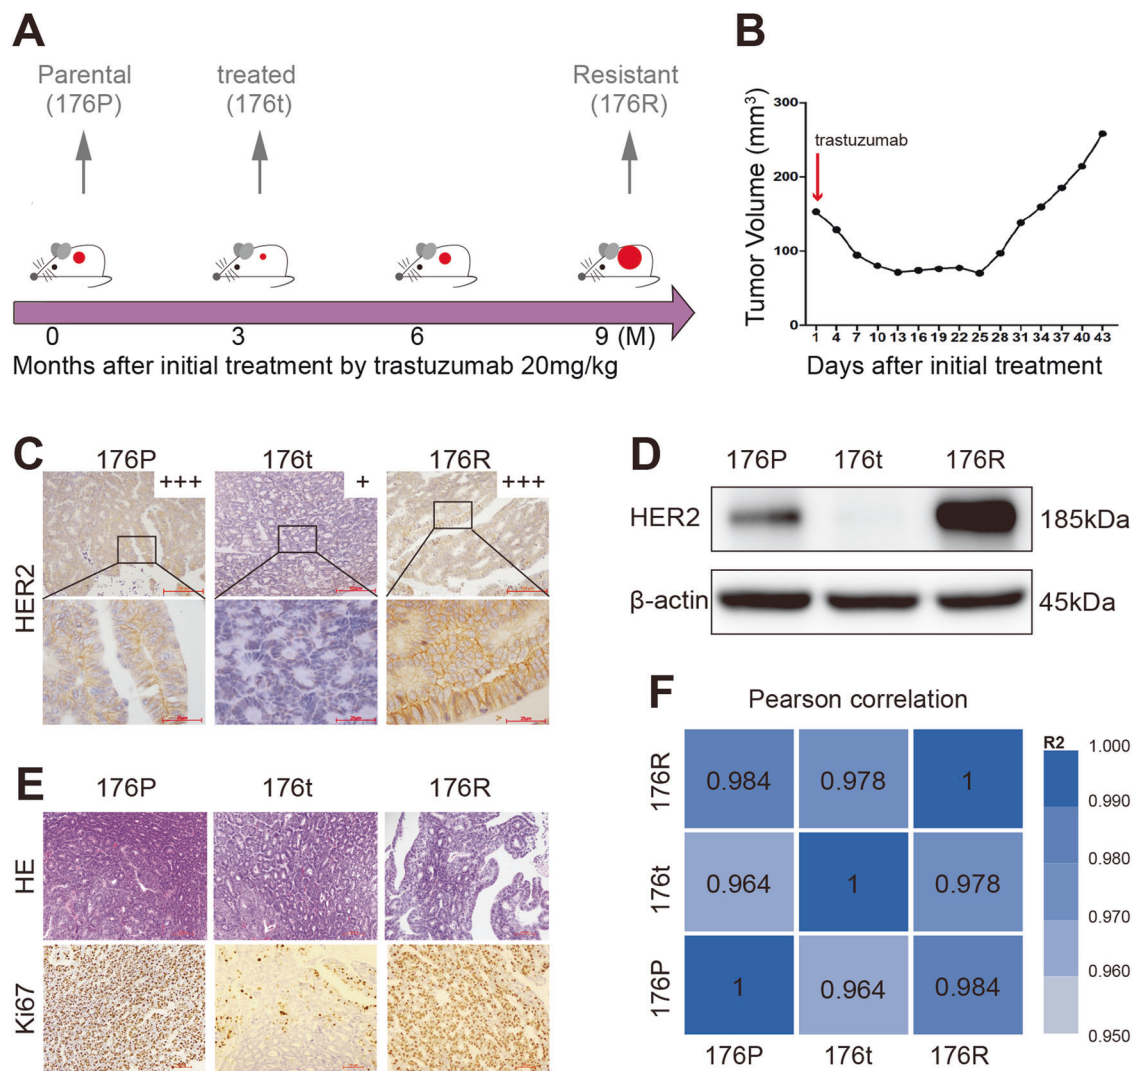 A
Parental
(176P)
treated
(176t)
Resistant
(176R)
0 3 6 9 (M)
Months after initial treatment by trastuzumab 20mg/kg
B
Tumor Volume (mm3)
300
200
100
0
trastuzumab
1 4 7 10 13 16 19 22 25 28 31 34 37 40 43
Days after initial treatment
C
176P 176t 176R
+++ + +++
HER2
D
176P 176t 176R
HER2 185kDa
β-actin 45kDa
E
176P 176t 176R
HE
Ki67
F
Pearson correlation
176R 0.984 0.978 1
176t 0.964 1 0.978
176P 1 0.964 0.984
176P 176t 176R
R2
1.000
0.990
0.980
0.970
0.960
0.950